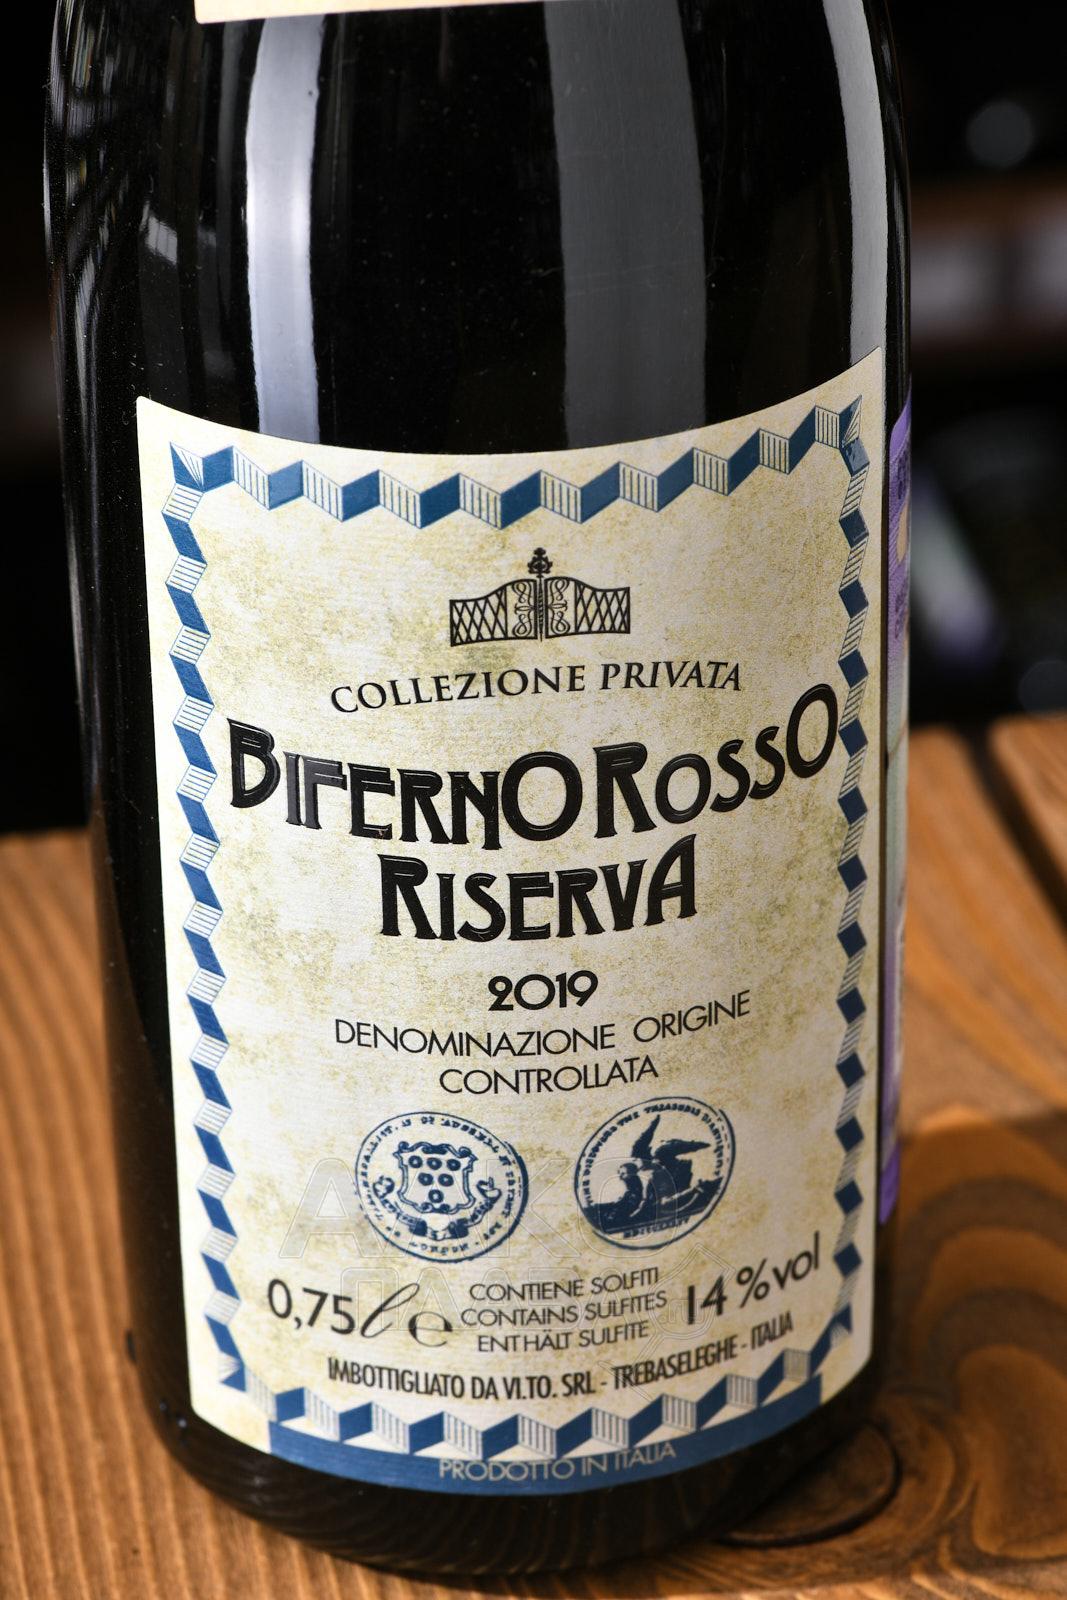 COLLEZIONE PRIVATA
BIFERNO ROSSO
RISERVA
2019
DENOMINAZIONE ORIGINE
CONTROLLATA
0,75 l e
CONTIENE SOLFITI
CONTAINS SULFITES
ENTHÄLT SULFITE
14 % vol
IMBOTTIGLIATO DA VI.TO. SRL - TREBASELEGHE - ITALIA
PRODOTTO IN ITALIA